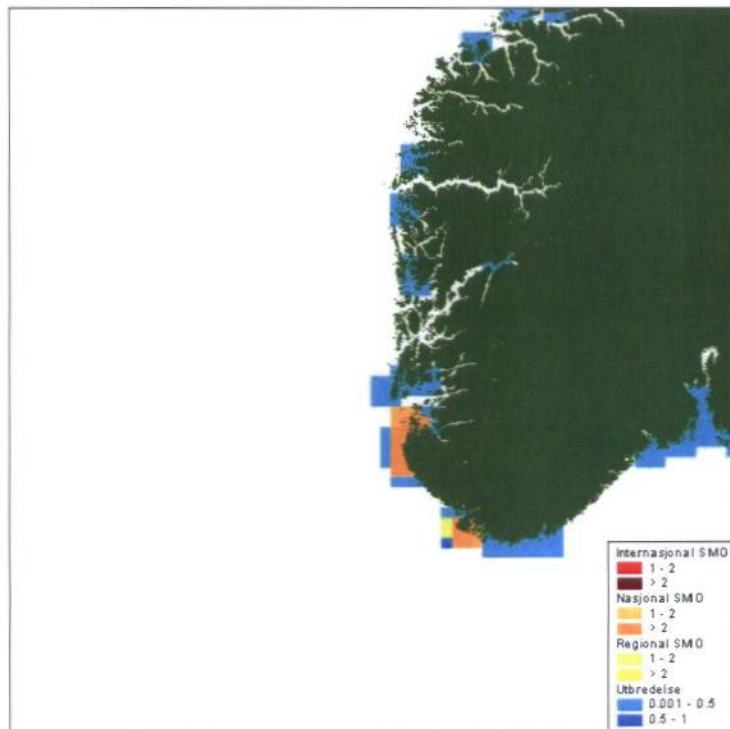 Internasjonal SMO
1 - 2
> 2
Nasjonal SMO
1 - 2
> 2
Regional SMO
1 - 2
> 2
Utbredelse
0.001 - 0.5
0.5 - 1